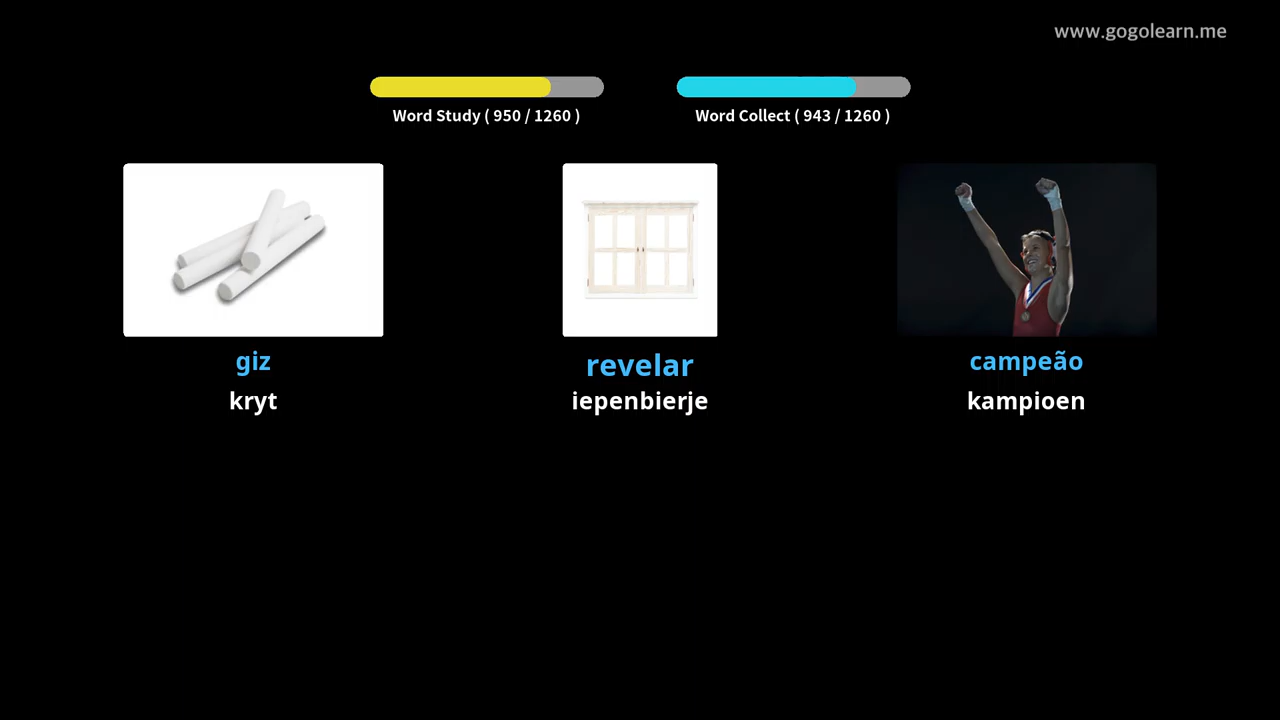 www.gogolearn.me
Word Study ( 950 / 1260 )
Word Collect ( 943 / 1260 )
giz
revelar
campeão
kryt
iepenbierje
kampioen